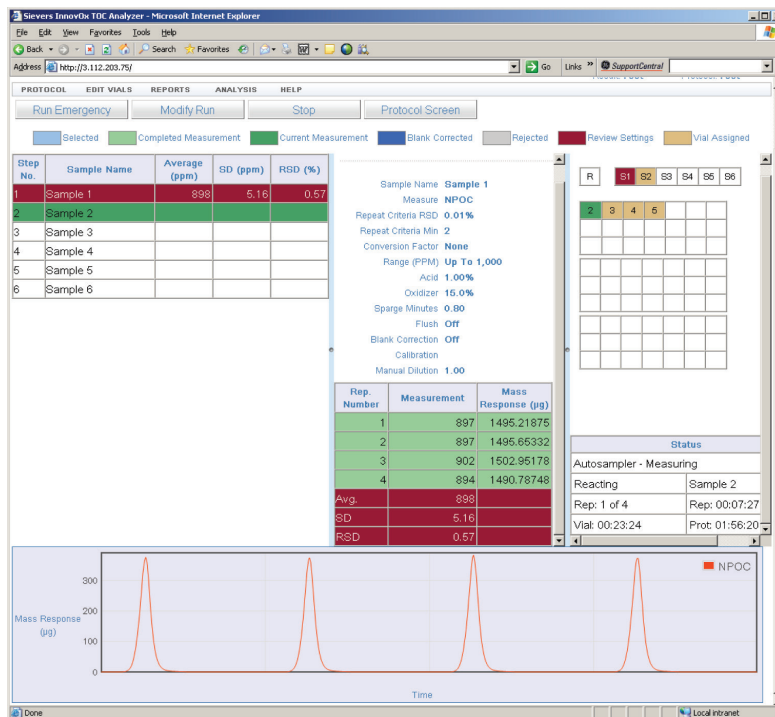 Sievers InnovOx TOC Analyzer - Microsoft Internet Explorer
File Edit View Favorites Tools Help
Back Search Favorites
Address http://3.112.203.75/ Go Links » SupportCentral
PROTOCOL EDIT VIALS REPORTS ANALYSIS HELP
Run Emergency Modify Run Stop Protocol Screen
Selected Completed Measurement Current Measurement Blank Corrected Rejected Review Settings Vial Assigned
Step No. Sample Name Average (ppm) SD (ppm) RSD (%)
1 Sample 1 898 5.16 0.57
2 Sample 2
3 Sample 3
4 Sample 4
5 Sample 5
6 Sample 6
Sample Name Sample 1
Measure NPOC
Repeat Criteria RSD 0.01%
Repeat Criteria Min 2
Conversion Factor None
Range (PPM) Up To 1,000
Acid 1.00%
Oxidizer 15.0%
Sparge Minutes 0.80
Flush Off
Blank Correction Off
Calibration
Manual Dilution 1.00
Rep. Number Measurement Mass Response (µg)
1 897 1495.21875
2 897 1495.65332
3 902 1502.95178
4 894 1490.78748
Avg. 898
SD 5.16
RSD 0.57
R S1 S2 S3 S4 S5 S6
2 3 4 5
Status
Autosampler - Measuring
Reacting Sample 2
Rep: 1 of 4 Rep: 00:07:27
Vial: 00:23:24 Prot: 01:56:20
NPOC
300
200
100
0
Mass Response
(µg)
Time
Done Local intranet